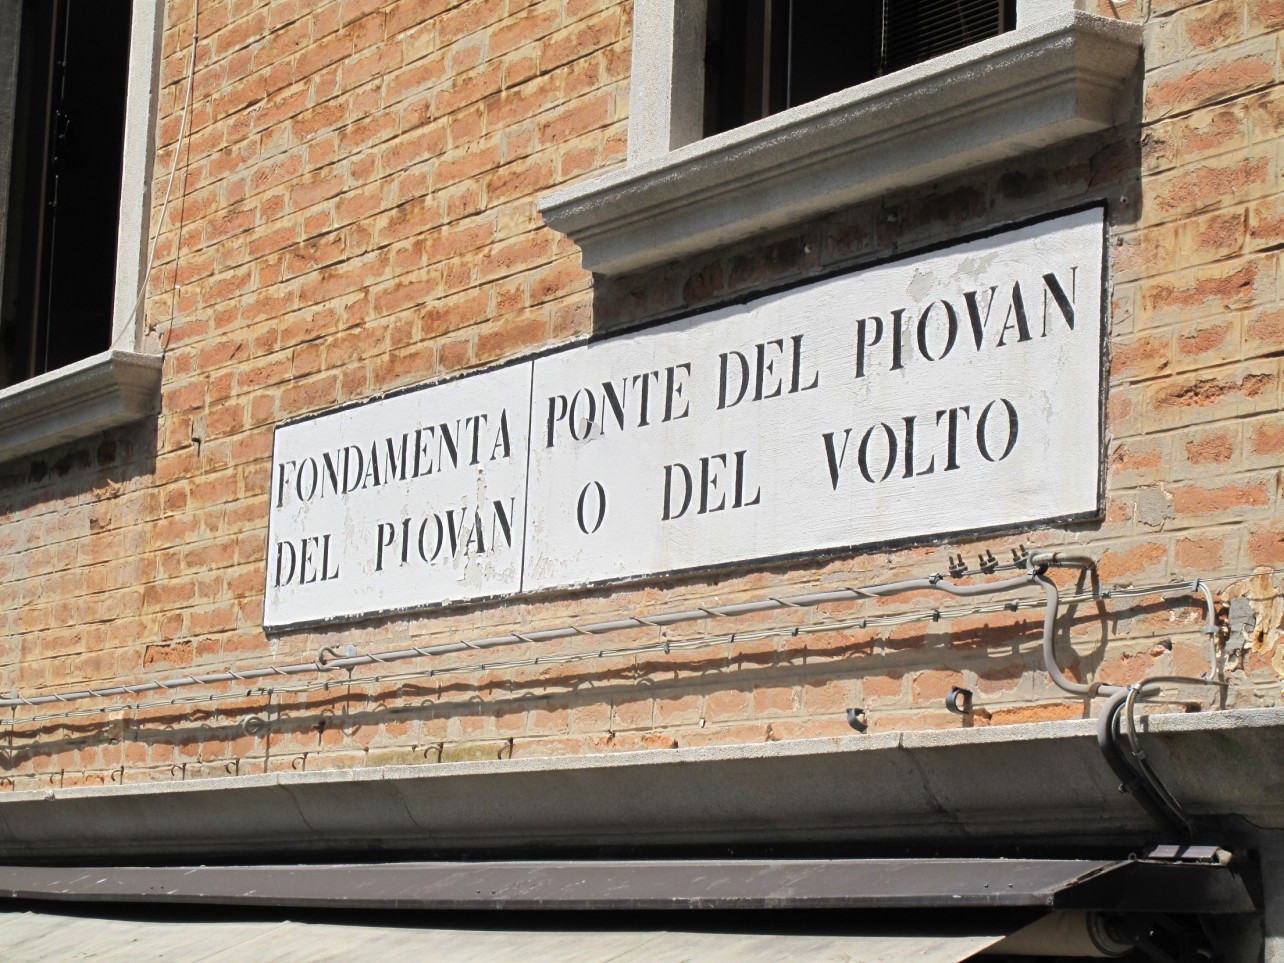 FONDAMENTA
DEL PIOVAN
PONTE DEL PIOVAN
O DEL VOLTO